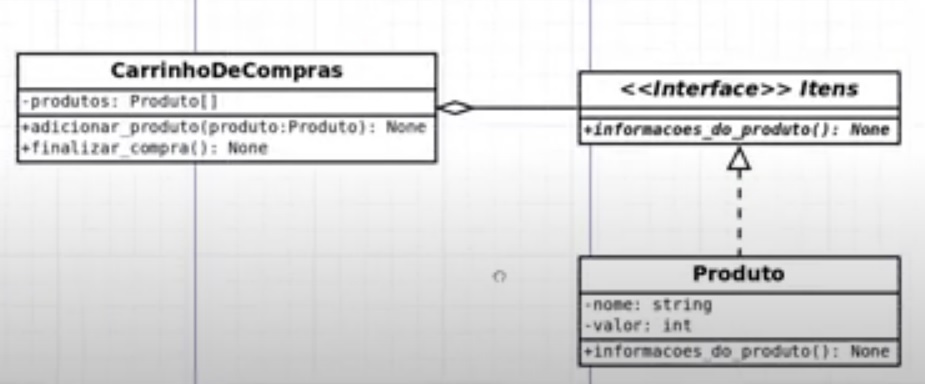 CarrinhoDeCompras
-produtos: Produto[]
+adicionar_produto(produto:Produto): None
+finalizar_compra(): None
<<Interface>> Itens
+informacoes_do_produto(): None
Produto
-nome: string
-valor: int
+informacoes_do_produto(): None